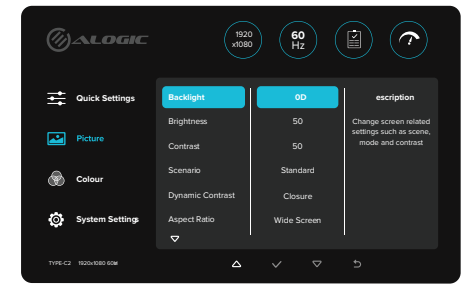 ALOGIC
1920
x1080
60
Hz
Quick Settings
Picture
Colour
System Settings
Backlight 0D escription
Brightness 50 Change screen related
settings such as scene,
mode and contrast
Contrast 50
Scenario Standard
Dynamic Contrast Closure
Aspect Ratio Wide Screen
TYPE-C2 1920x1080 60